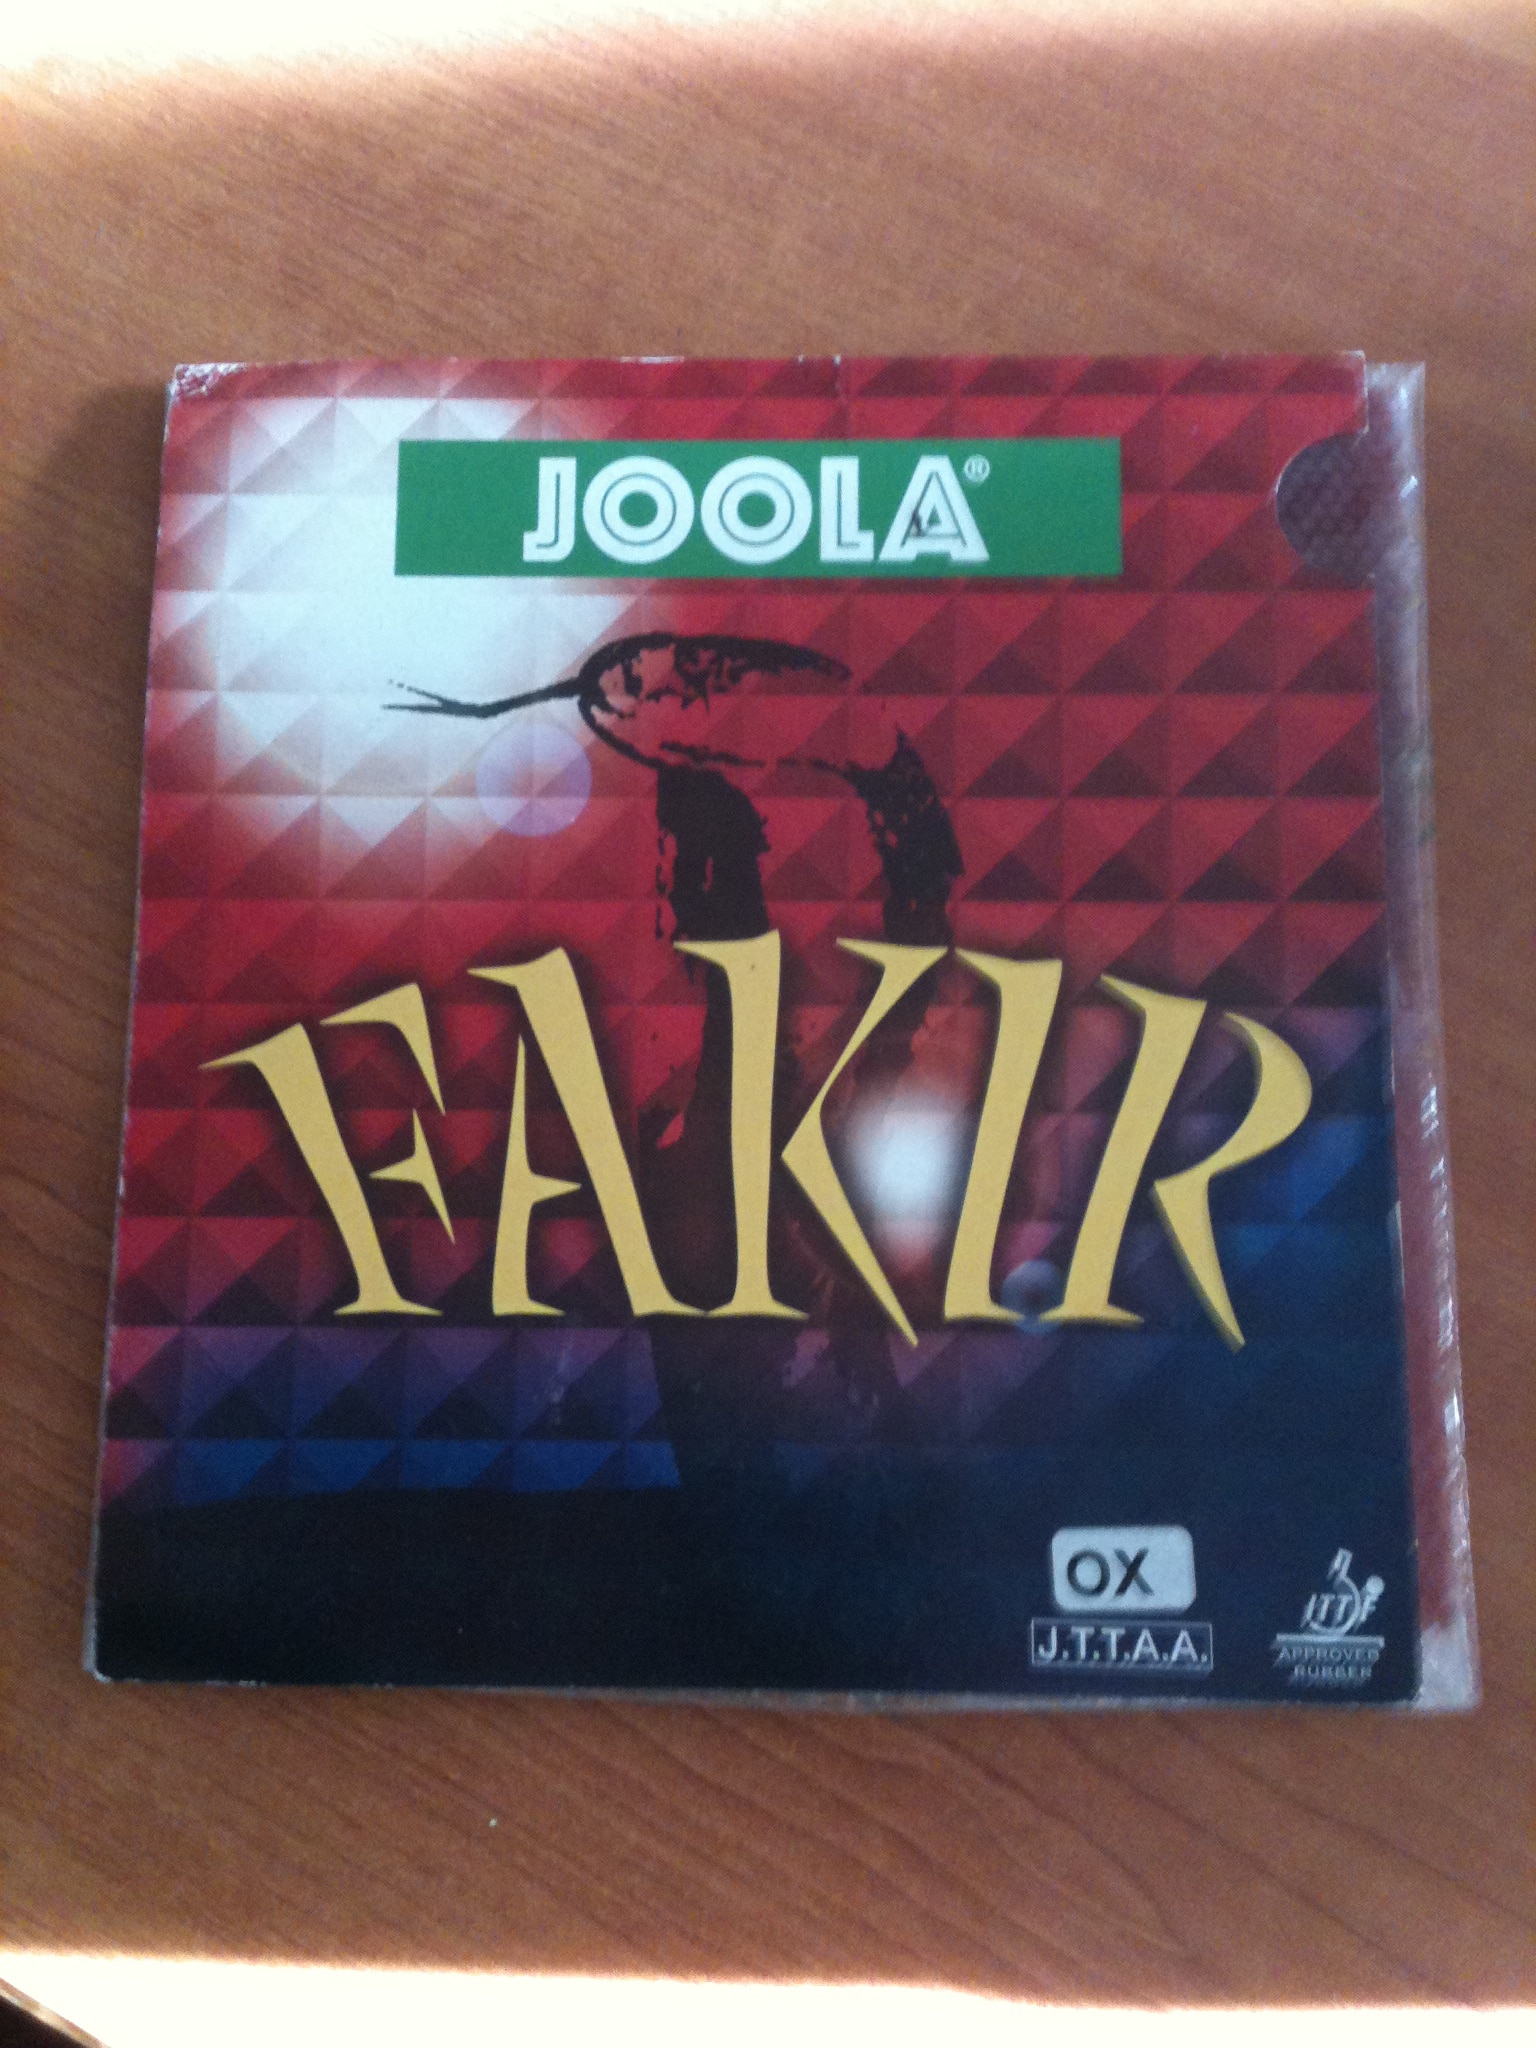 JOOLA®
FAKIR
OX
J.T.T.A.A.
ITTF
APPROVED
RUBBER